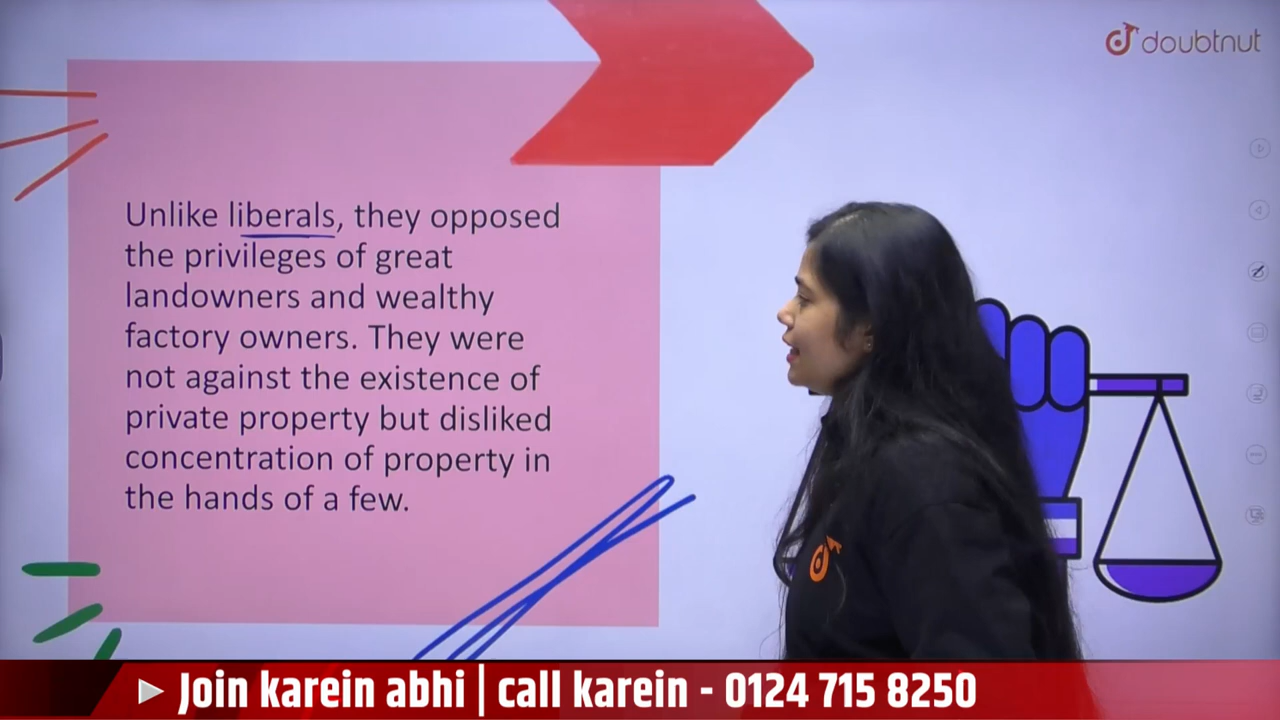 doubtnut
Unlike liberals, they opposed
the privileges of great
landowners and wealthy
factory owners. They were
not against the existence of
private property but disliked
concentration of property in
the hands of a few.
Join karein abhi | call karein - 0124 715 8250